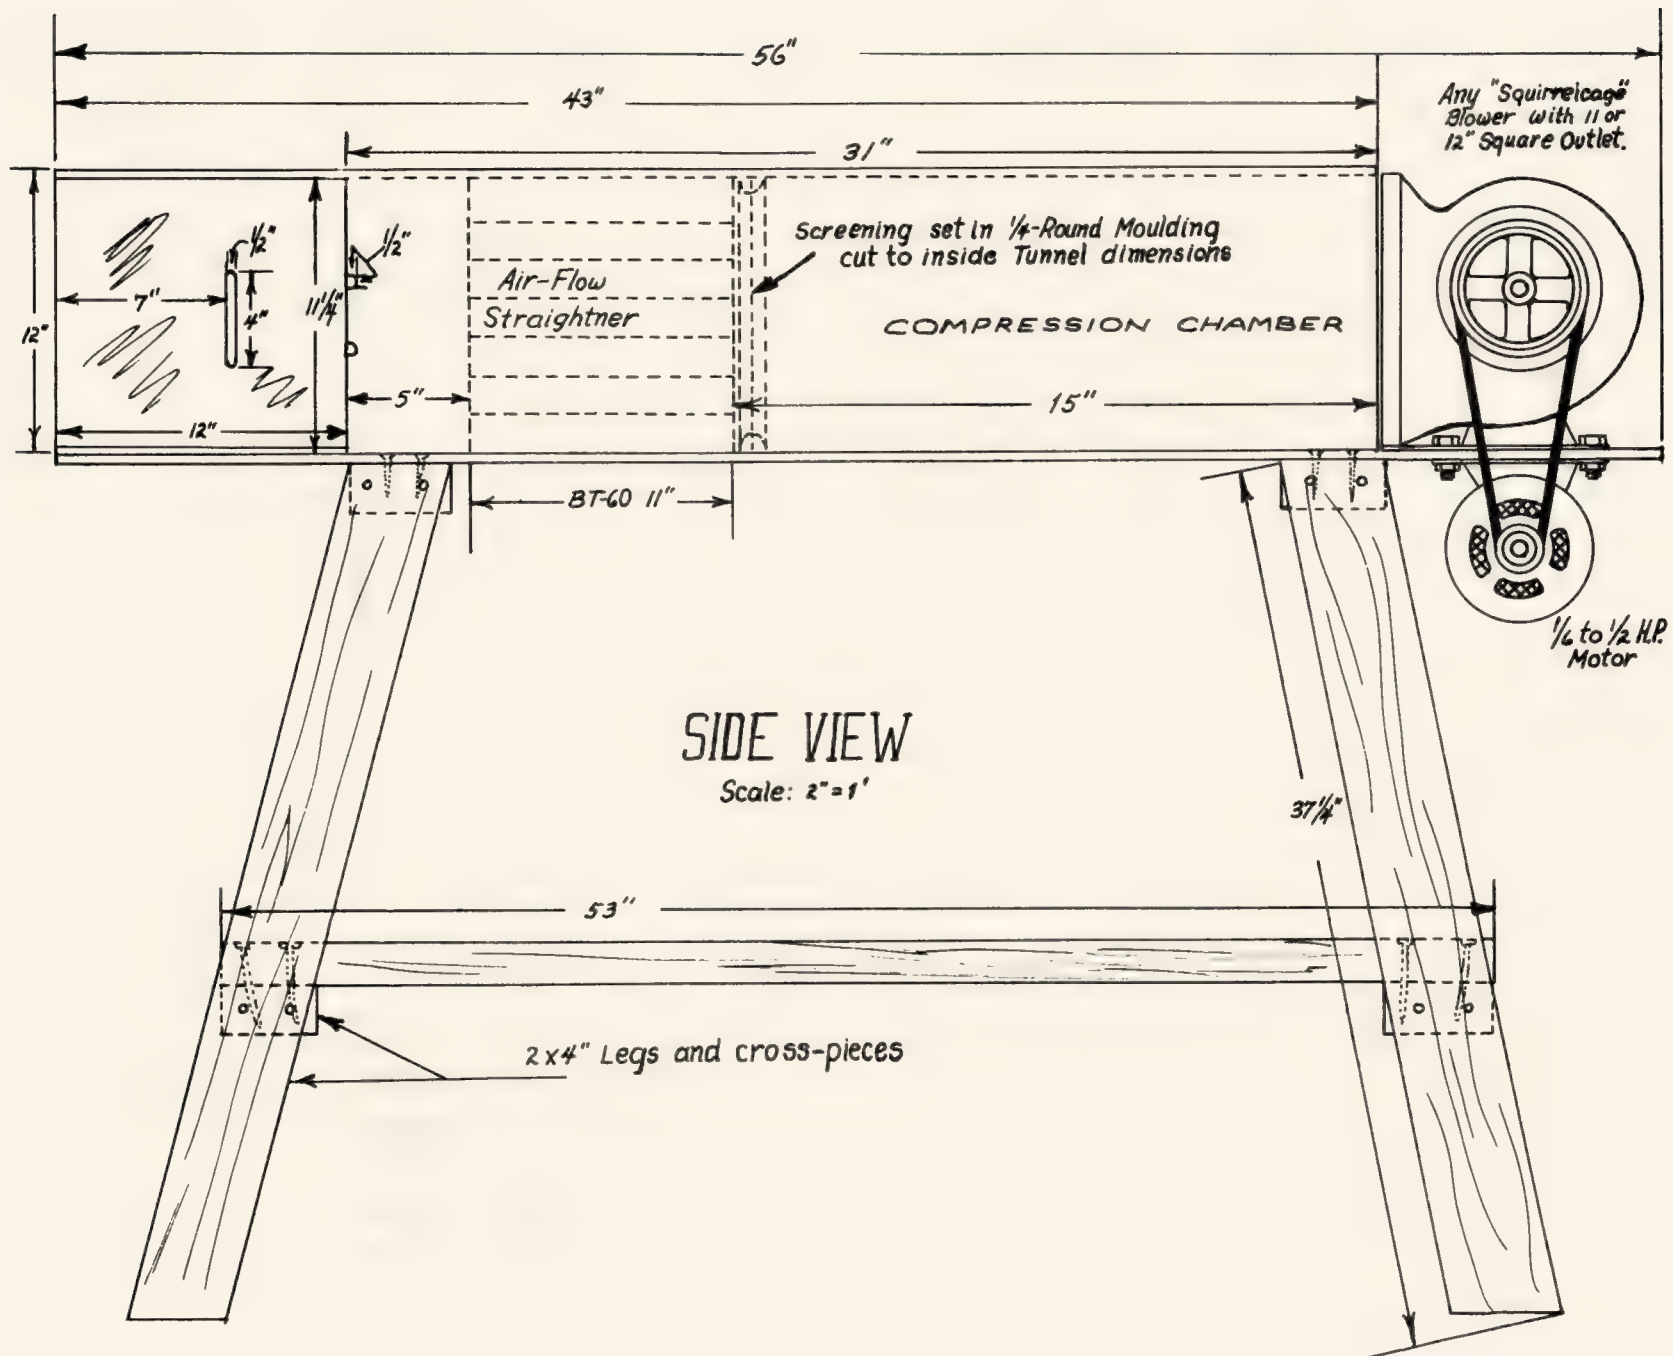 56"
43"
Any "Squirrelcage"
Blower with 11 or
12" Square Outlet.
31"
Screening set in 1/4-Round Moulding
cut to inside Tunnel dimensions
1/2"
1/2"
Air-Flow
Straightner
7"
4"
11 1/4"
12"
COMPRESSION CHAMBER
5"
15"
12"
BT-60 11"
1/6 to 1/2 H.P.
Motor
SIDE VIEW
Scale: 2"=1'
37 1/4"
53"
2x4" Legs and cross-pieces